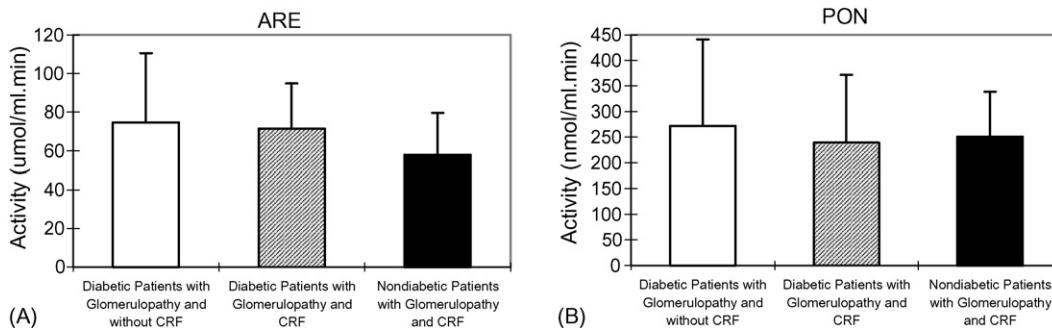 ARE
Activity (umol/ml.min)
120
100
80
60
40
20
0
Diabetic Patients with
Glomerulopathy and
without CRF
Diabetic Patients with
Glomerulopathy and
CRF
Nondiabetic Patients
with Glomerulopathy
and CRF
(A)
PON
Activity (nmol/ml.min)
450
400
350
300
250
200
150
100
50
0
Diabetic Patients with
Glomerulopathy and
without CRF
Diabetic Patients with
Glomerulopathy and
CRF
Nondiabetic Patients
with Glomerulopathy
and CRF
(B)